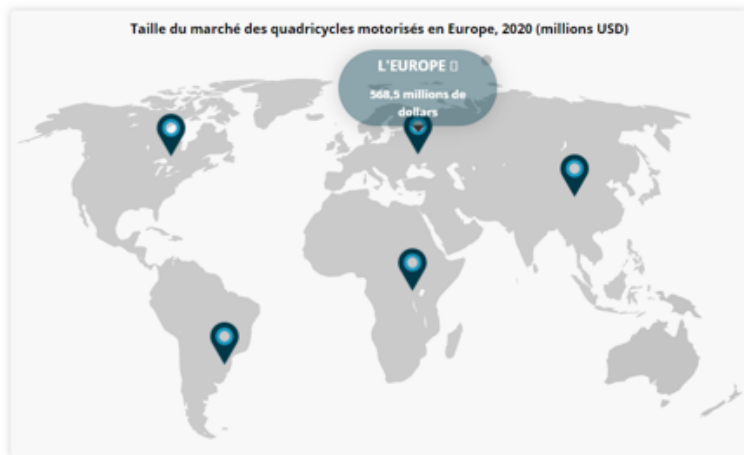 Taille du marché des quadricycles motorisés en Europe, 2020 (millions USD)
L'EUROPE
568,5 millions de
dollars